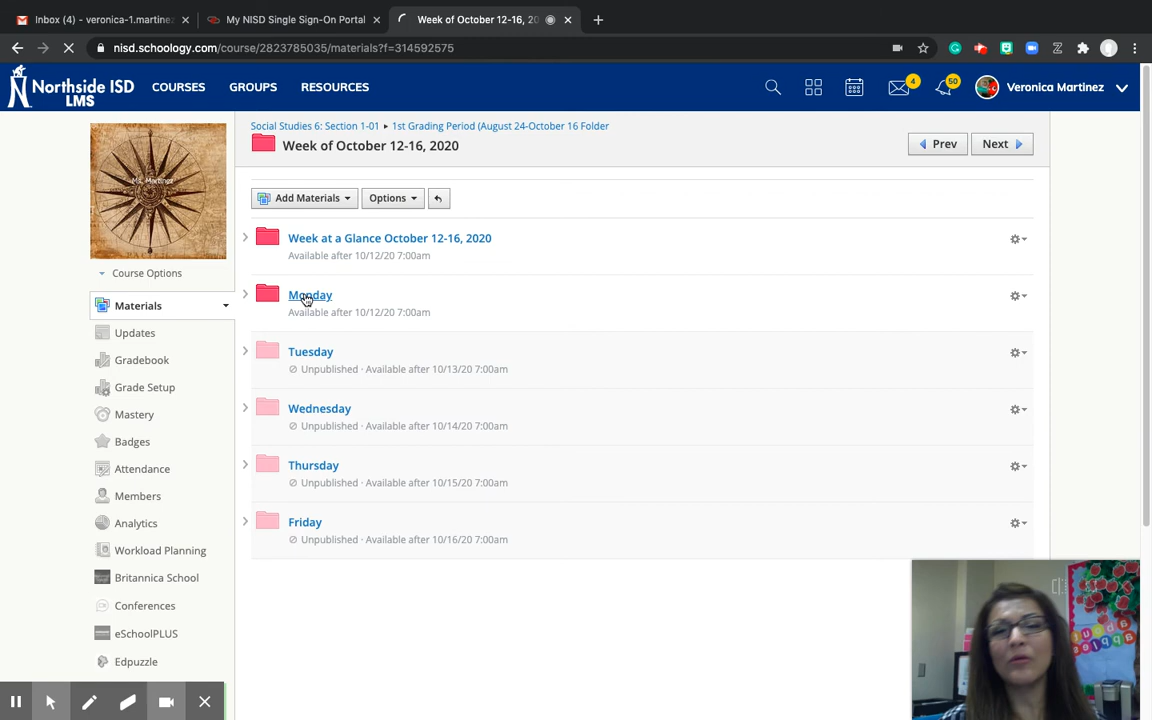 Inbox (4) - veronica-1.martinez
My NISD Single Sign-On Portal
Week of October 12-16, 20
nisd.schoology.com/course/2823785035/materials?f=314592575
Northside ISD
LMS
COURSES
GROUPS
RESOURCES
4
50
Veronica Martinez
Ms. Martinez
Social Studies 6: Section 1-01 ▸ 1st Grading Period (August 24-October 16 Folder
Week of October 12-16, 2020
Prev
Next
Add Materials
Options
Week at a Glance October 12-16, 2020
Available after 10/12/20 7:00am
Monday
Available after 10/12/20 7:00am
Tuesday
Unpublished · Available after 10/13/20 7:00am
Wednesday
Unpublished · Available after 10/14/20 7:00am
Thursday
Unpublished · Available after 10/15/20 7:00am
Friday
Unpublished · Available after 10/16/20 7:00am
Course Options
Materials
Updates
Gradebook
Grade Setup
Mastery
Badges
Attendance
Members
Analytics
Workload Planning
Britannica School
Conferences
eSchoolPLUS
Edpuzzle
about
apples